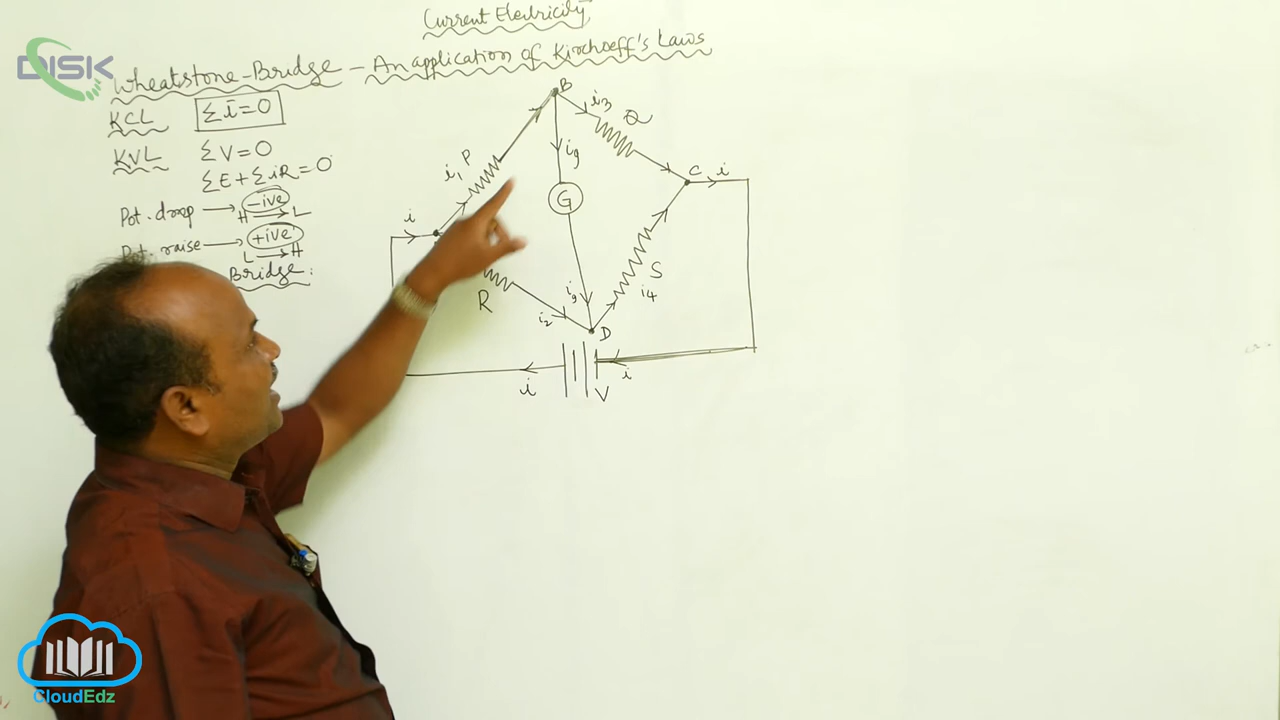 Current Electricity
DISK
Wheatstone-Bridge - An application of Kirchoeff's Laws
KCL Σi=0
KVL ΣV=0
ΣE+ΣiR=0
Pot. drop → -ive
H → L
Pot. raise → +ive
L → H
Bridge:
B
i3
Q
i1 P
ig
C i
G
i
S
R
i4
ig
i2
D
i
i
V
CloudEdz